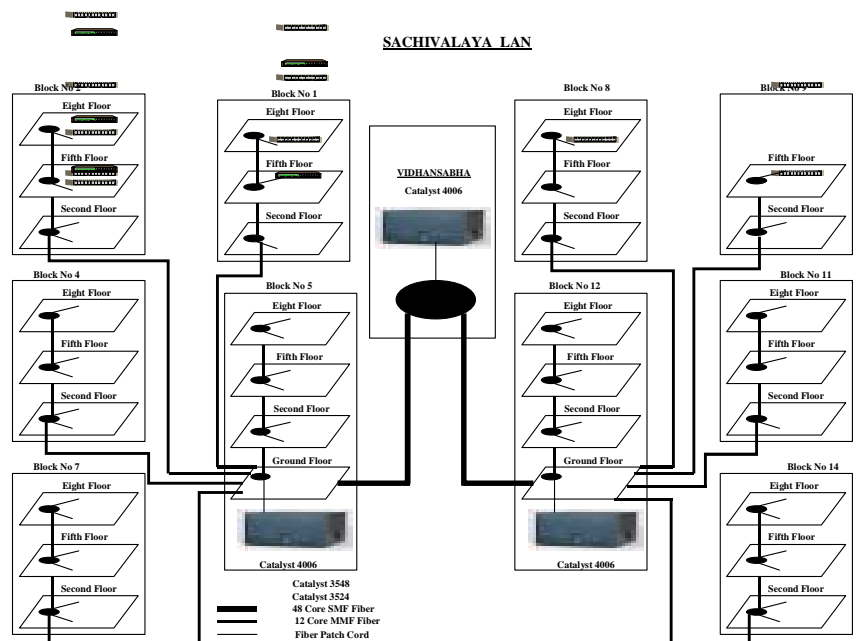 SACHIVALAYA LAN
Block No 2
Eight Floor
Fifth Floor
Second Floor
Block No 1
Eight Floor
Fifth Floor
Second Floor
VIDHANSABHA
Catalyst 4006
Block No 8
Eight Floor
Fifth Floor
Second Floor
Block No 9
Fifth Floor
Second Floor
Block No 4
Eight Floor
Fifth Floor
Second Floor
Block No 5
Eight Floor
Fifth Floor
Second Floor
Ground Floor
Catalyst 4006
Block No 12
Eight Floor
Fifth Floor
Second Floor
Ground Floor
Catalyst 4006
Block No 11
Eight Floor
Fifth Floor
Second Floor
Block No 7
Eight Floor
Fifth Floor
Second Floor
Block No 14
Eight Floor
Fifth Floor
Second Floor
Catalyst 3548
Catalyst 3524
48 Core SMF Fiber
12 Core MMF Fiber
Fiber Patch Cord